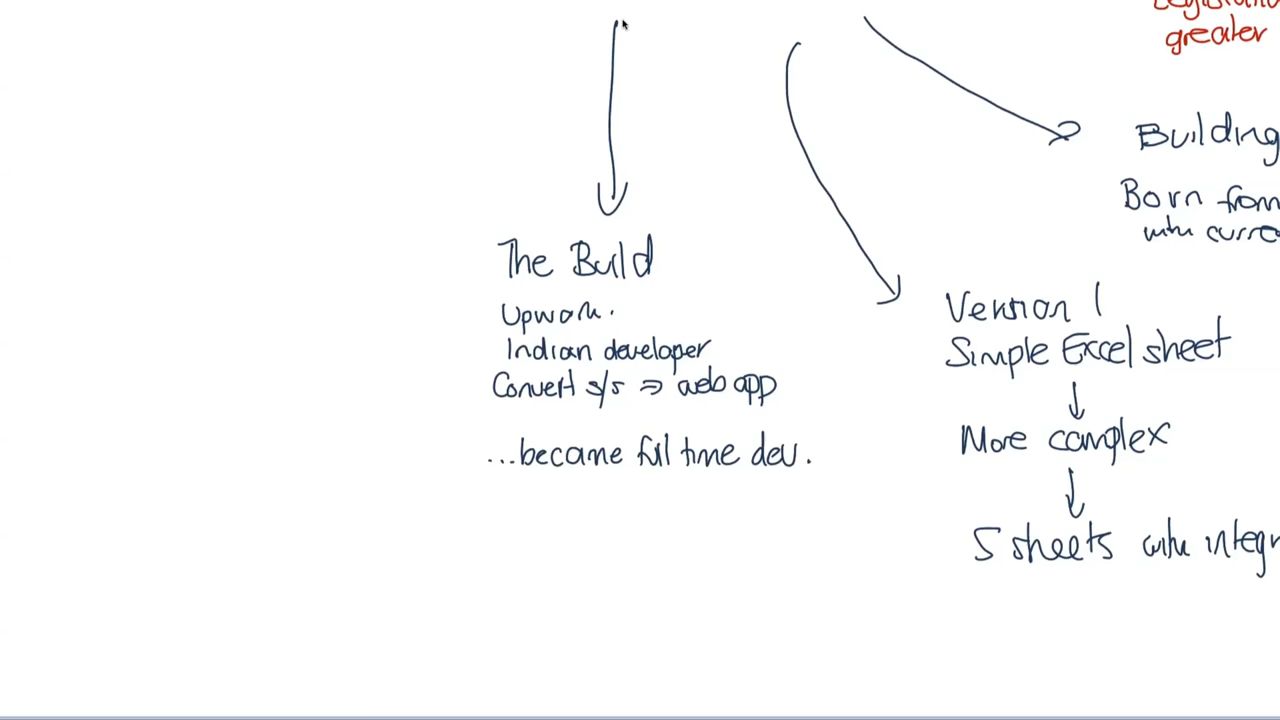 greater
Building
Born from
with
The Build
Upwork.
Indian developer
Convert s/s => web app
...became full time dev.
Version 1
Simple Excel sheet
More complex
5 sheets with